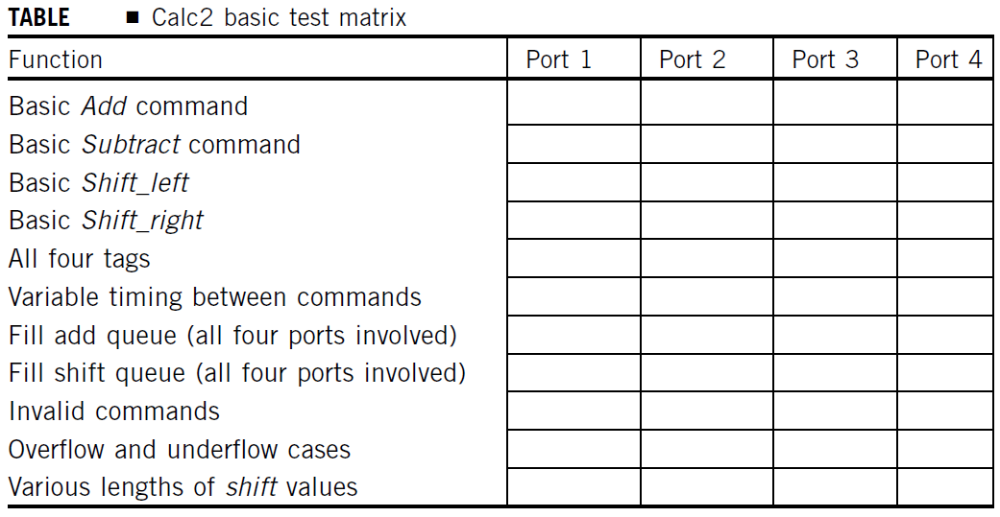 TABLE ■ Calc2 basic test matrix
Function Port 1 Port 2 Port 3 Port 4
Basic Add command
Basic Subtract command
Basic Shift_left
Basic Shift_right
All four tags
Variable timing between commands
Fill add queue (all four ports involved)
Fill shift queue (all four ports involved)
Invalid commands
Overflow and underflow cases
Various lengths of shift values